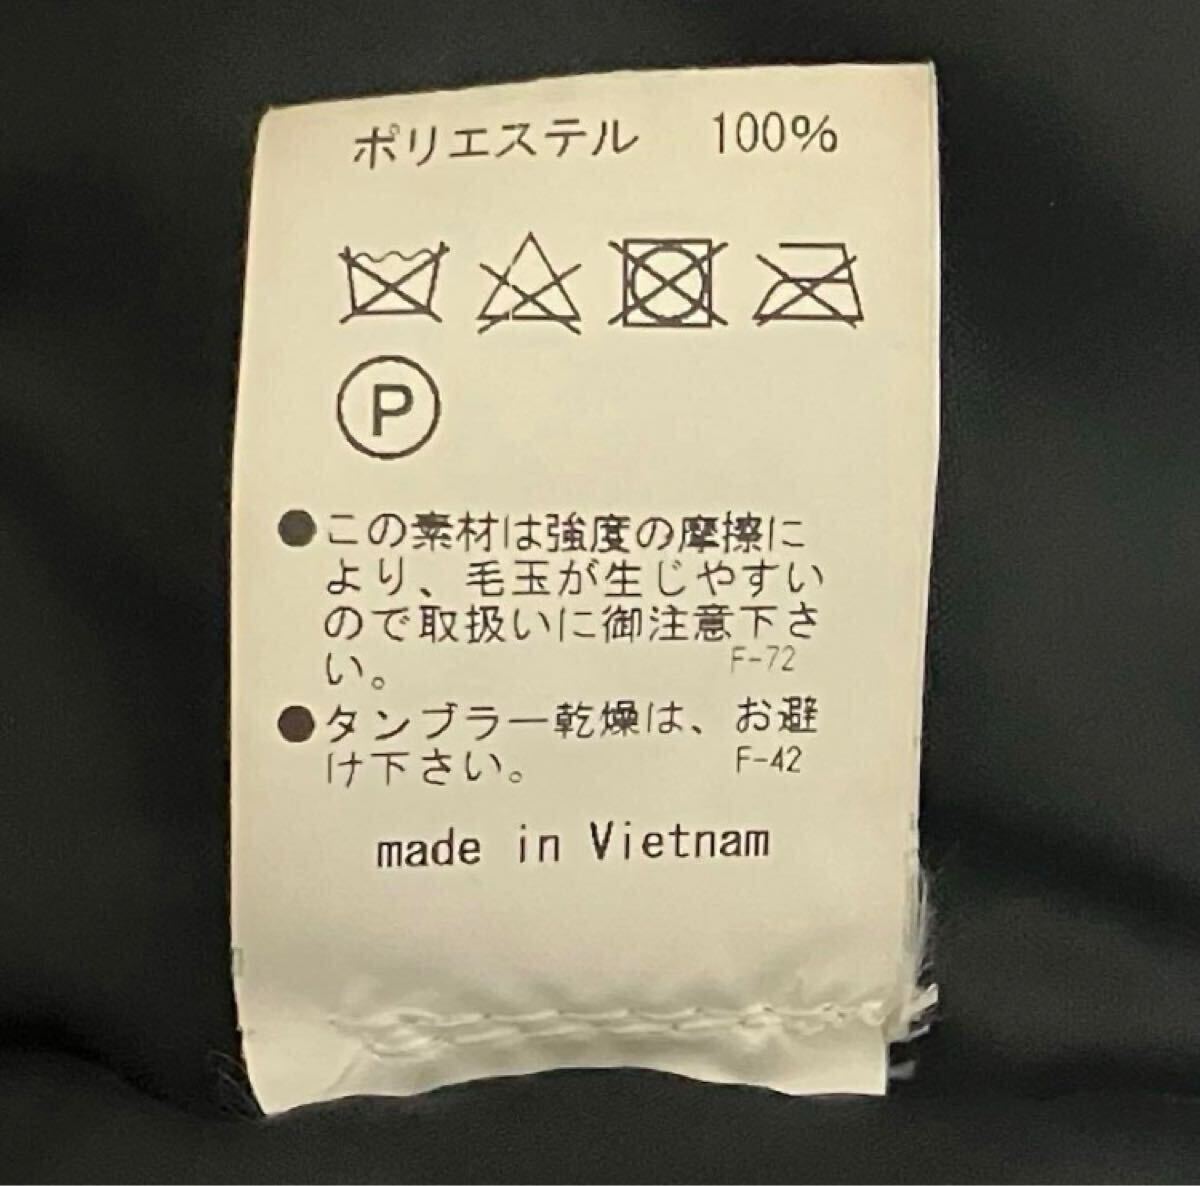 ポリエステル 100%
P
●この素材は強度の摩擦に
より、毛玉が生じやすい
ので取扱いに御注意下さ
い。 F-72
●タンブラー乾燥は、お避
け下さい。 F-42
made in Vietnam